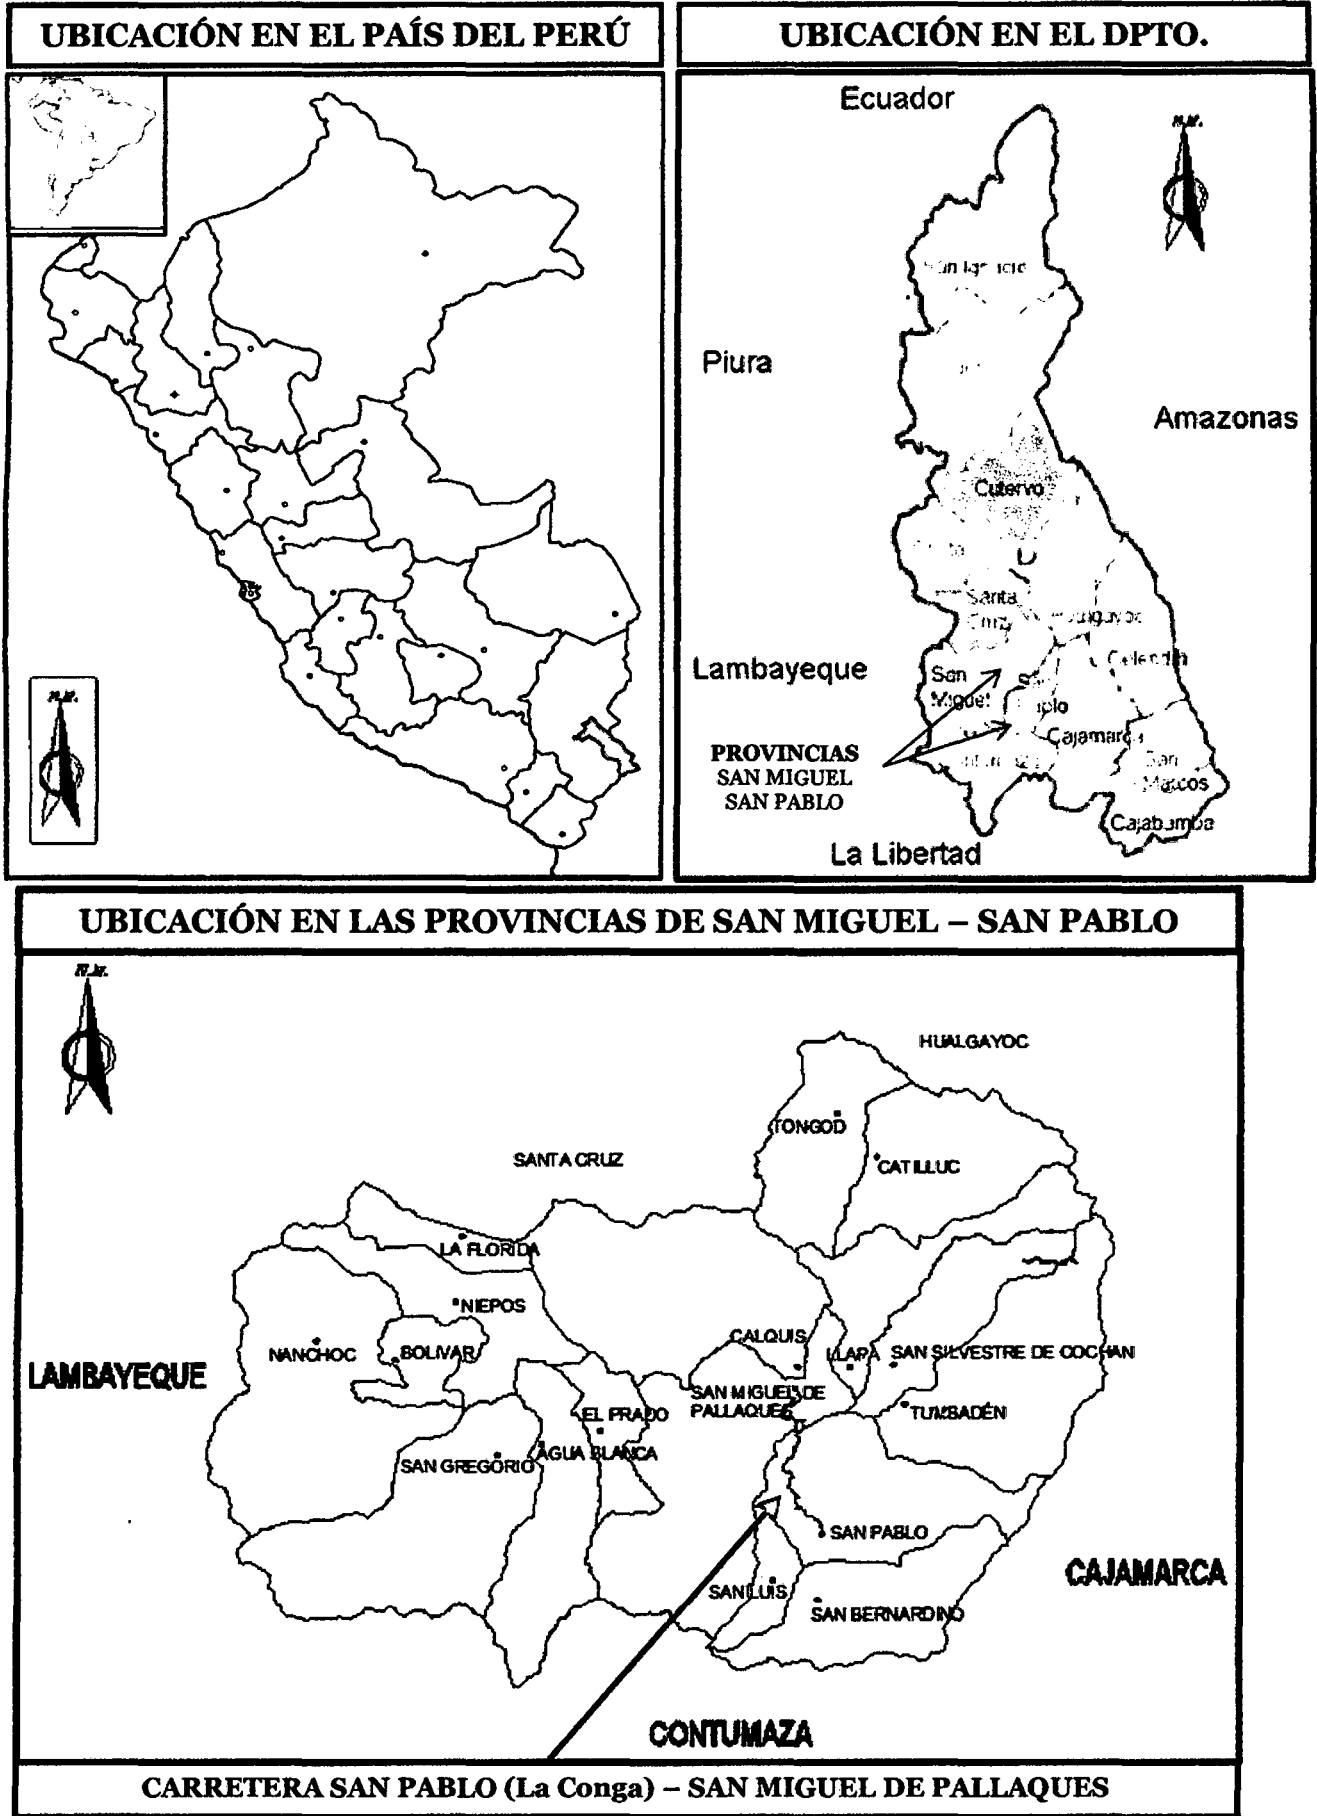 UBICACIÓN EN EL PAÍS DEL PERÚ
UBICACIÓN EN EL DPTO.
Ecuador
Piura
Amazonas
Cutervo
Santa
Lambayeque
San
Miguel
Celendín
Cajamarca
San
Marcos
Cajabamba
PROVINCIAS
SAN MIGUEL
SAN PABLO
La Libertad
UBICACIÓN EN LAS PROVINCIAS DE SAN MIGUEL – SAN PABLO
HUALGAYOC
TONGOD
SANTA CRUZ
CATILLUC
LA FLORIDA
NIEPOS
CALQUIS
NANCHOC
BOLIVAR
LLAPA
SAN SILVESTRE DE COCHAN
LAMBAYEQUE
SAN MIGUEL DE
PALLAQUES
EL PRADO
TUMBADÉN
AGUA BLANCA
SAN GREGORIO
SAN PABLO
CAJAMARCA
SAN LUIS
SAN BERNARDINO
CONTUMAZA
CARRETERA SAN PABLO (La Conga) – SAN MIGUEL DE PALLAQUES